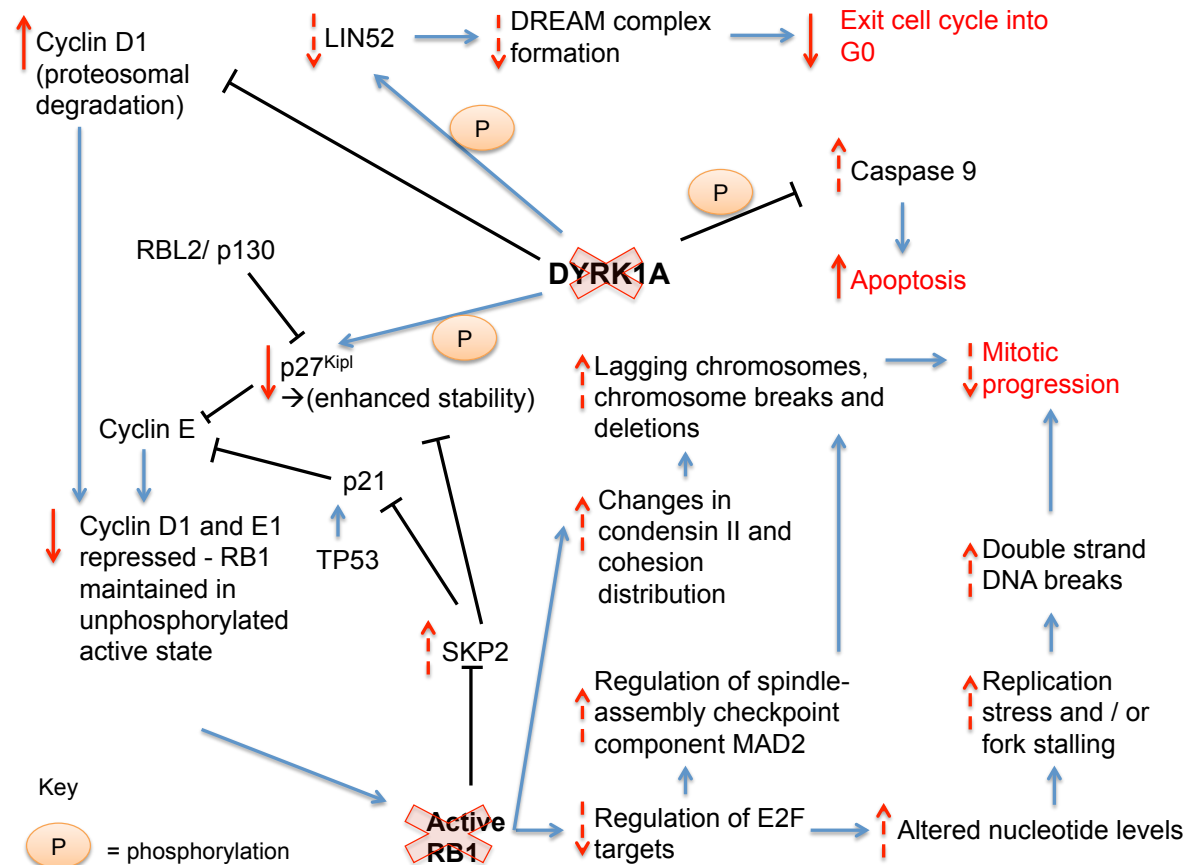 Cyclin D1
(proteosomal
degradation)
LIN52
DREAM complex
formation
Exit cell cycle into
G0
P
P
Caspase 9
RBL2/ p130
DYRK1A
Apoptosis
P
p27KipI
→(enhanced stability)
Lagging chromosomes,
chromosome breaks and
deletions
Mitotic
progression
Cyclin E
p21
Cyclin D1 and E1
repressed - RB1
maintained in
unphosphorylated
active state
TP53
Changes in
condensin II and
cohesion
distribution
Double strand
DNA breaks
SKP2
Regulation of spindle-
assembly checkpoint
component MAD2
Replication
stress and / or
fork stalling
Key
P
= phosphorylation
Active
RB1
Regulation of E2F
targets
Altered nucleotide levels